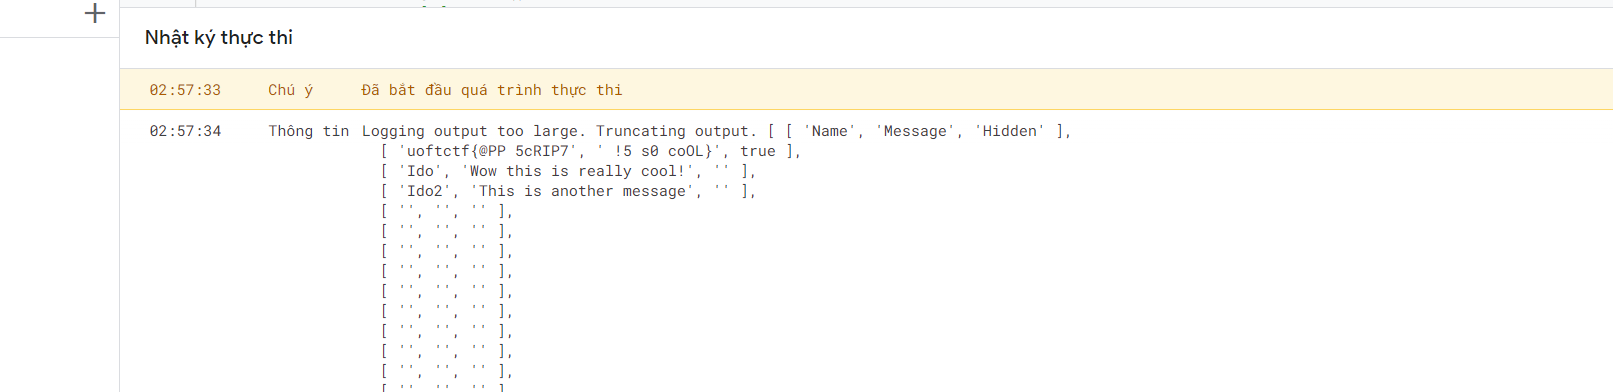 Nhật ký thực thi
02:57:33 Chú ý Đã bắt đầu quá trình thực thi
02:57:34 Thông tin Logging output too large. Truncating output. [ [ 'Name', 'Message', 'Hidden' ],
[ 'uoftctf{@PP 5cRIP7', ' !5 s0 coOL}', true ],
[ 'Ido', 'Wow this is really cool!', '' ],
[ 'Ido2', 'This is another message', '' ],
[ '', '', '' ],
[ '', '', '' ],
[ '', '', '' ],
[ '', '', '' ],
[ '', '', '' ],
[ '', '', '' ],
[ '', '', '' ],
[ '', '', '' ],
[ '', '', '' ],
[ '', '', '' ]